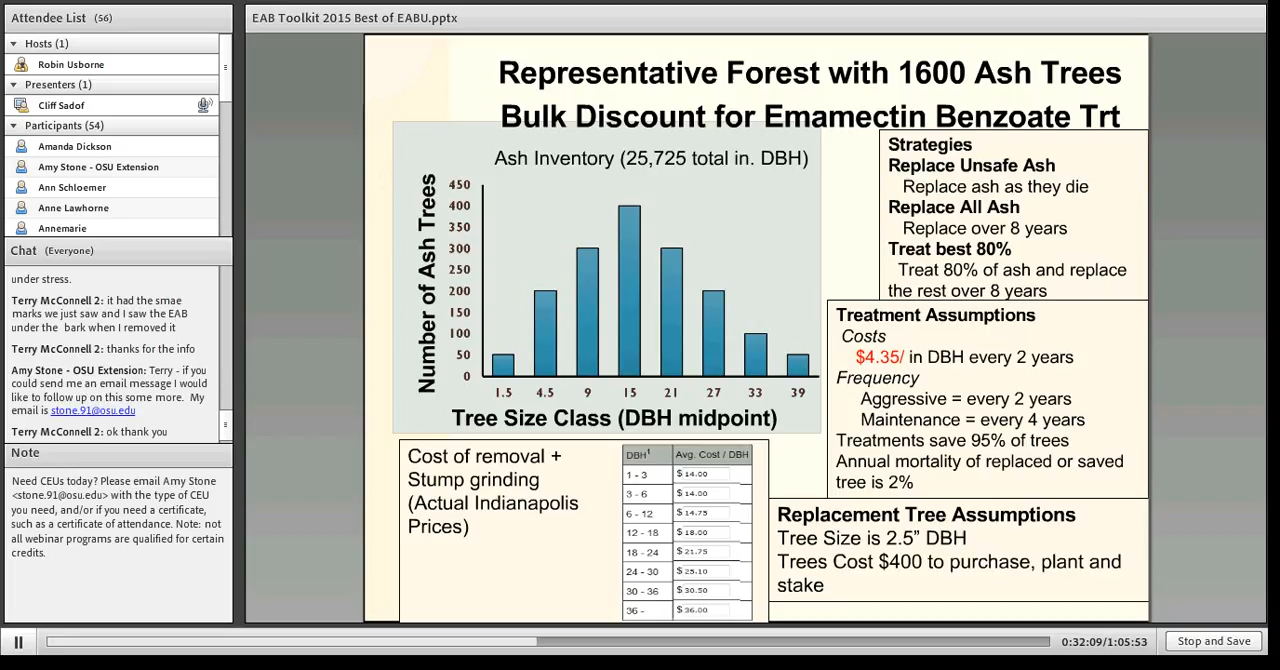 Attendee List (56)
Hosts (1)
Robin Usborne
Presenters (1)
Cliff Sadof
Participants (54)
Amanda Dickson
Amy Stone - OSU Extension
Ann Schloemer
Anne Lawhorne
Annemarie
Chat (Everyone)
under stress.
Terry McConnell 2: it had the smae
marks we just saw and I saw the EAB
under the bark when I removed it
Terry McConnell 2: thanks for the info
Amy Stone - OSU Extension: Terry - if you
could send me an email message I would
like to follow up on this some more. My
email is stone.91@osu.edu
Terry McConnell 2: ok thank you
Note
Need CEUs today? Please email Amy Stone
<stone.91@osu.edu> with the type of CEU
you need, and/or if you need a certificate,
such as a certificate of attendance. Note: not
all webinar programs are qualified for certain
credits.
EAB Toolkit 2015 Best of EABU.pptx
Representative Forest with 1600 Ash Trees
Bulk Discount for Emamectin Benzoate Trt
Ash Inventory (25,725 total in. DBH)
Number of Ash Trees
450
400
350
300
250
200
150
100
50
0
1.5 4.5 9 15 21 27 33 39
Tree Size Class (DBH midpoint)
Strategies
Replace Unsafe Ash
Replace ash as they die
Replace All Ash
Replace over 8 years
Treat best 80%
Treat 80% of ash and replace
the rest over 8 years
Treatment Assumptions
Costs
$4.35/ in DBH every 2 years
Frequency
Aggressive = every 2 years
Maintenance = every 4 years
Treatments save 95% of trees
Annual mortality of replaced or saved
tree is 2%
Cost of removal +
Stump grinding
(Actual Indianapolis
Prices)
DBH¹ Avg. Cost / DBH
1 - 3 $ 14.00
3 - 6 $ 14.00
6 - 12 $ 14.75
12 - 18 $ 18.00
18 - 24 $ 21.75
24 - 30 $ 25.10
30 - 36 $ 30.50
36 - $ 36.00
Replacement Tree Assumptions
Tree Size is 2.5” DBH
Trees Cost $400 to purchase, plant and
stake
0:32:09/1:05:53
Stop and Save